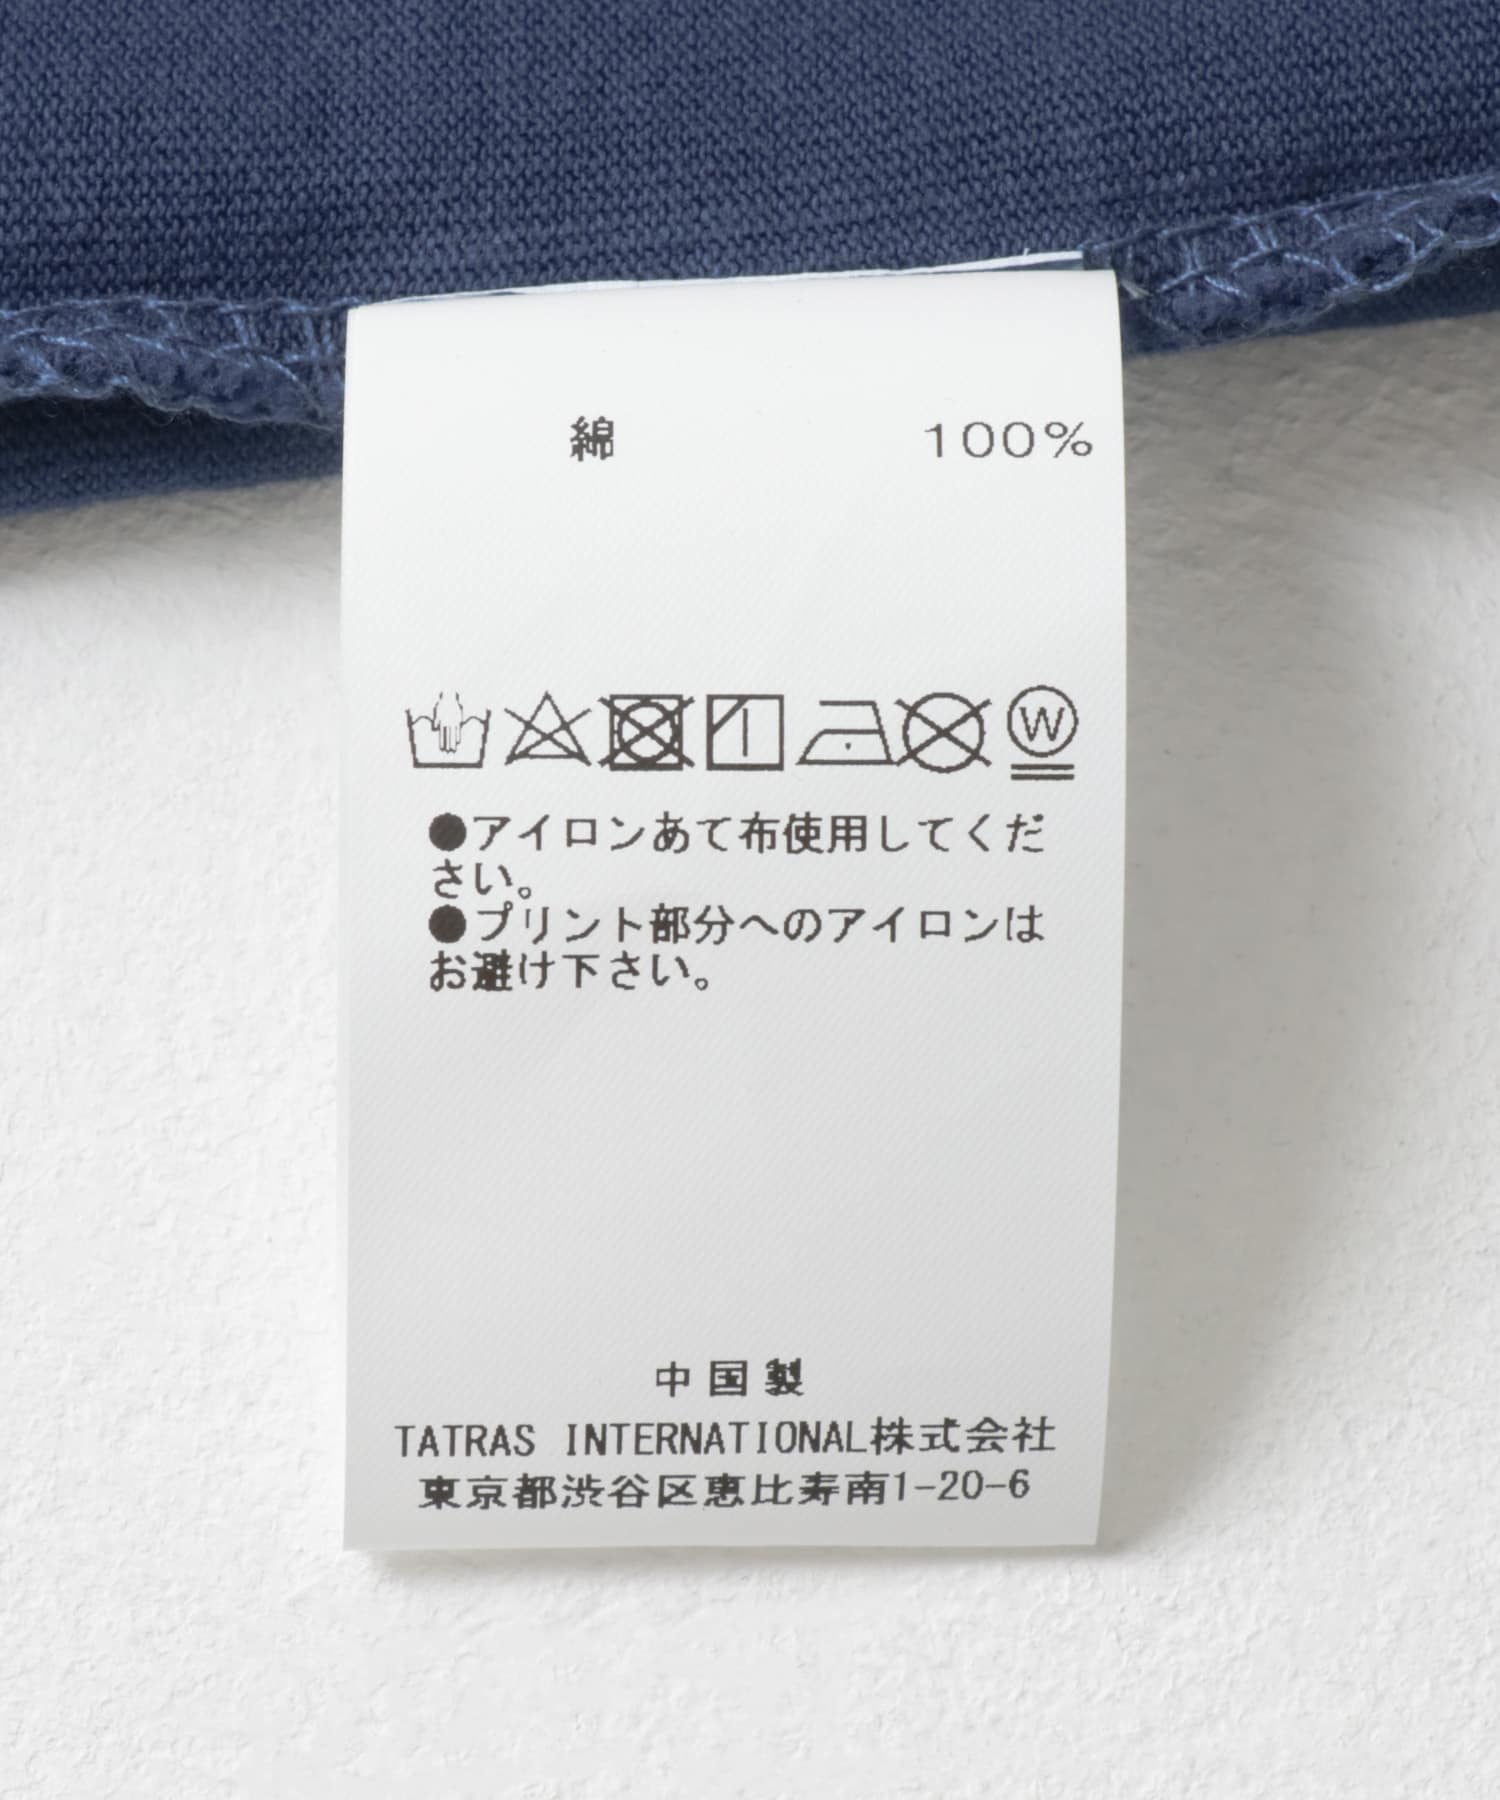 綿 100%
W
●アイロンあて布使用してくだ
さい。
●プリント部分へのアイロンは
お避け下さい。
中国製
TATRAS INTERNATIONAL株式会社
東京都渋谷区恵比寿南1-20-6